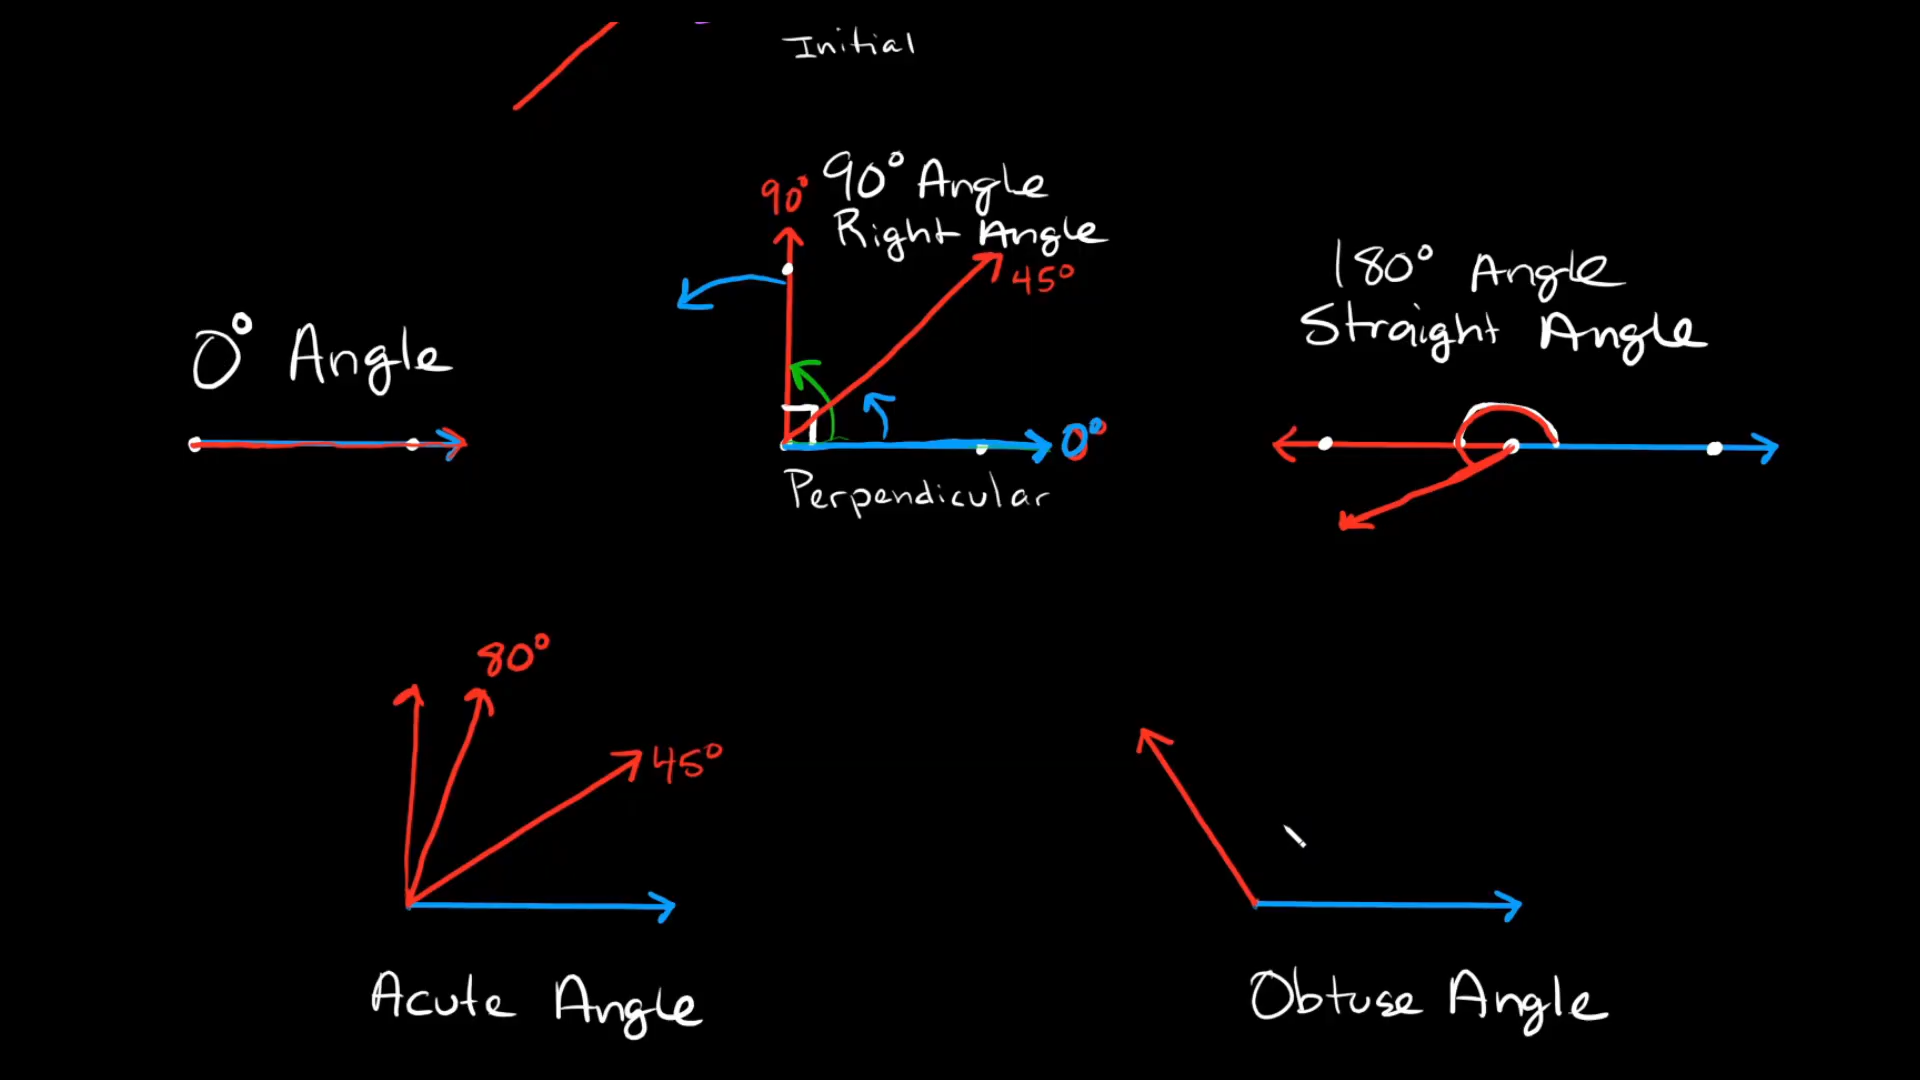 Initial
90° 90° Angle
Right Angle
45°
180° Angle
Straight Angle
0° Angle
0°
Perpendicular
80°
45°
Acute Angle
Obtuse Angle